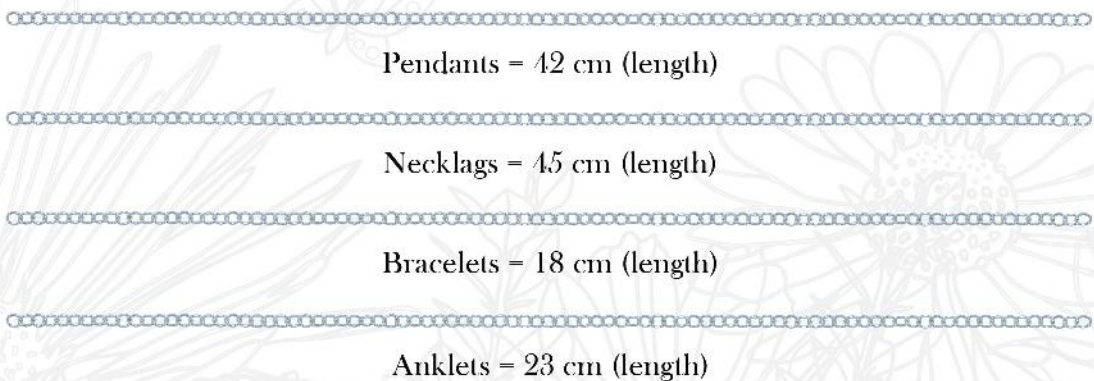 Pendants = 42 cm (length)
Necklags = 45 cm (length)
Bracelets = 18 cm (length)
Anklets = 23 cm (length)